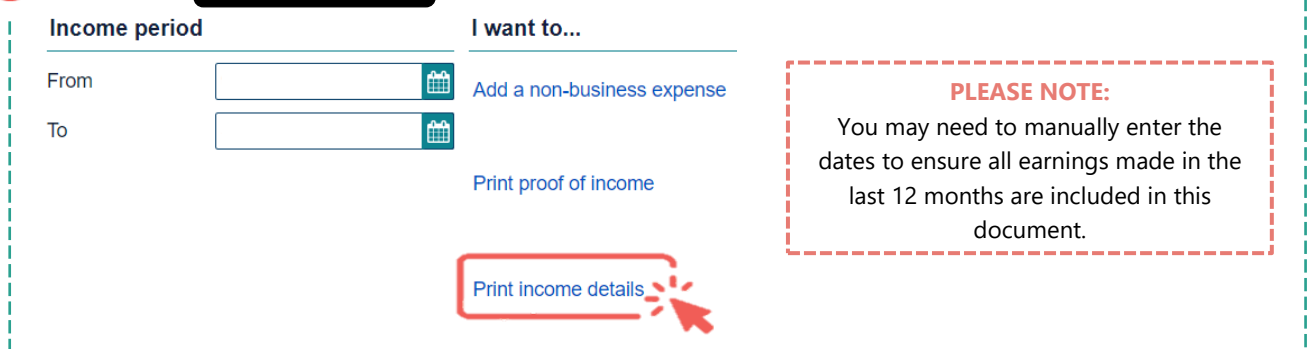 Income period
I want to...
From
Add a non-business expense
To
Print proof of income
Print income details
PLEASE NOTE:
You may need to manually enter the
dates to ensure all earnings made in the
last 12 months are included in this
document.